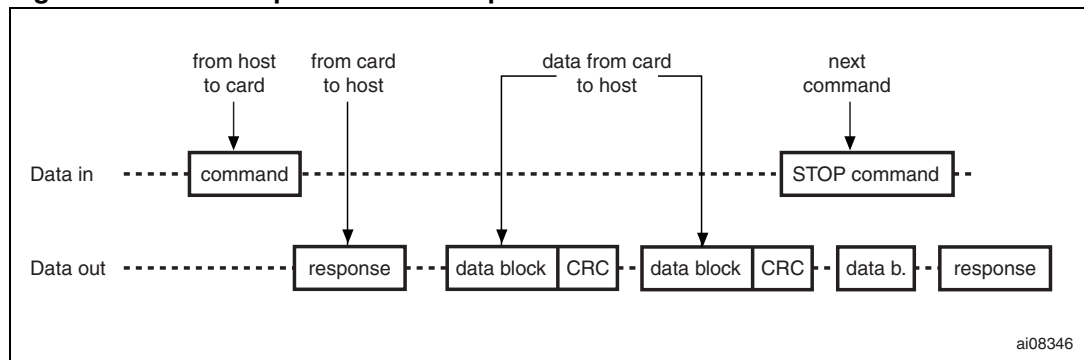 from host
to card
from card
to host
data from card
to host
next
command
Data in
command
STOP command
Data out
response
data block
CRC
data block
CRC
data b.
response
ai08346